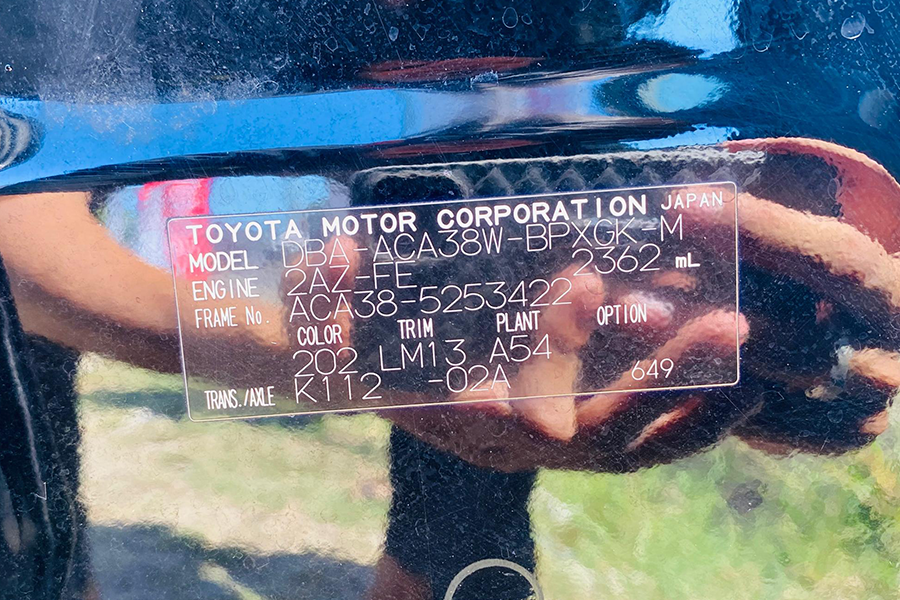 TOYOTA MOTOR CORPORATION JAPAN
MODEL DBA-ACA38W-BPXGK-M
ENGINE 2AZ-FE 2362 mL
FRAME No. ACA38-5253422
COLOR TRIM PLANT OPTION
202 LM13 A54
TRANS./AXLE K112 -02A 649